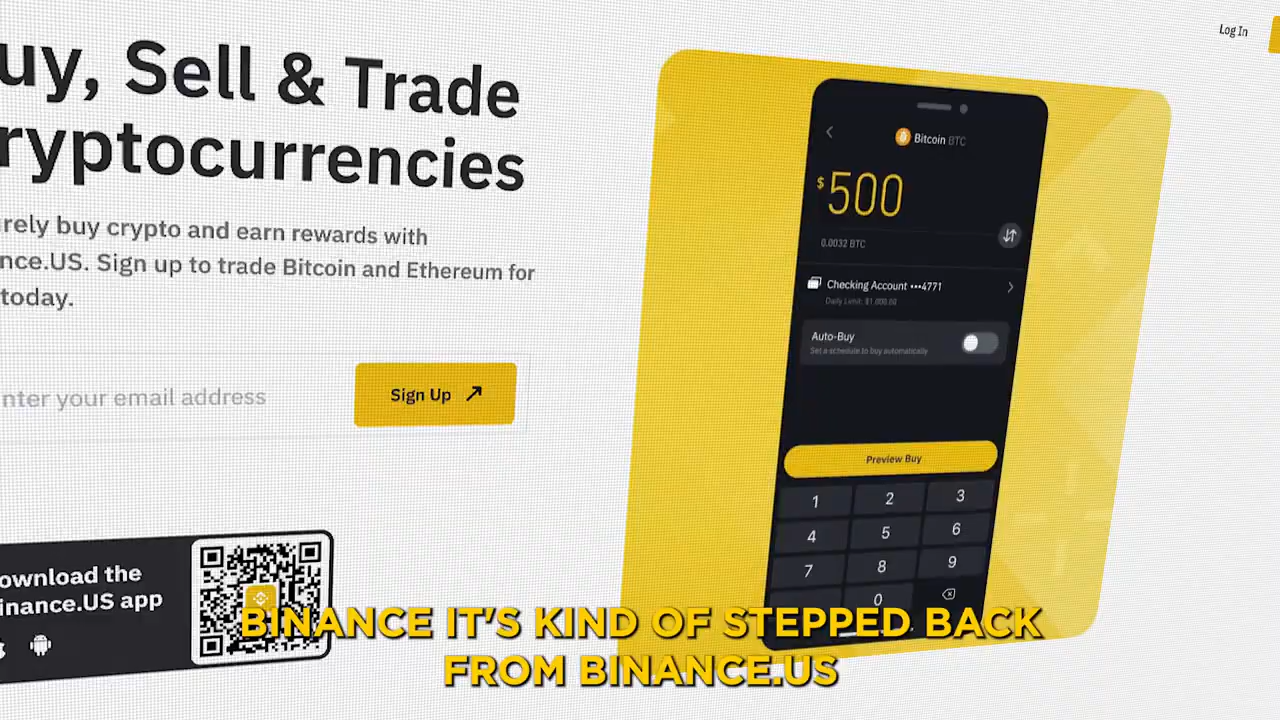 Log In
uy, Sell & Trade
ryptocurrencies
rely buy crypto and earn rewards with
nce.US. Sign up to trade Bitcoin and Ethereum for
today.
nter your email address
Sign Up
ownload the
inance.US app
Bitcoin BTC
$500
0.0032 BTC
Checking Account •••4771
Daily Limit: $1,000.00
Auto-Buy
Set a schedule to buy automatically
Preview Buy
1 2 3
4 5 6
7 8 9
0
BINANCE IT'S KIND OF STEPPED BACK
FROM BINANCE.US